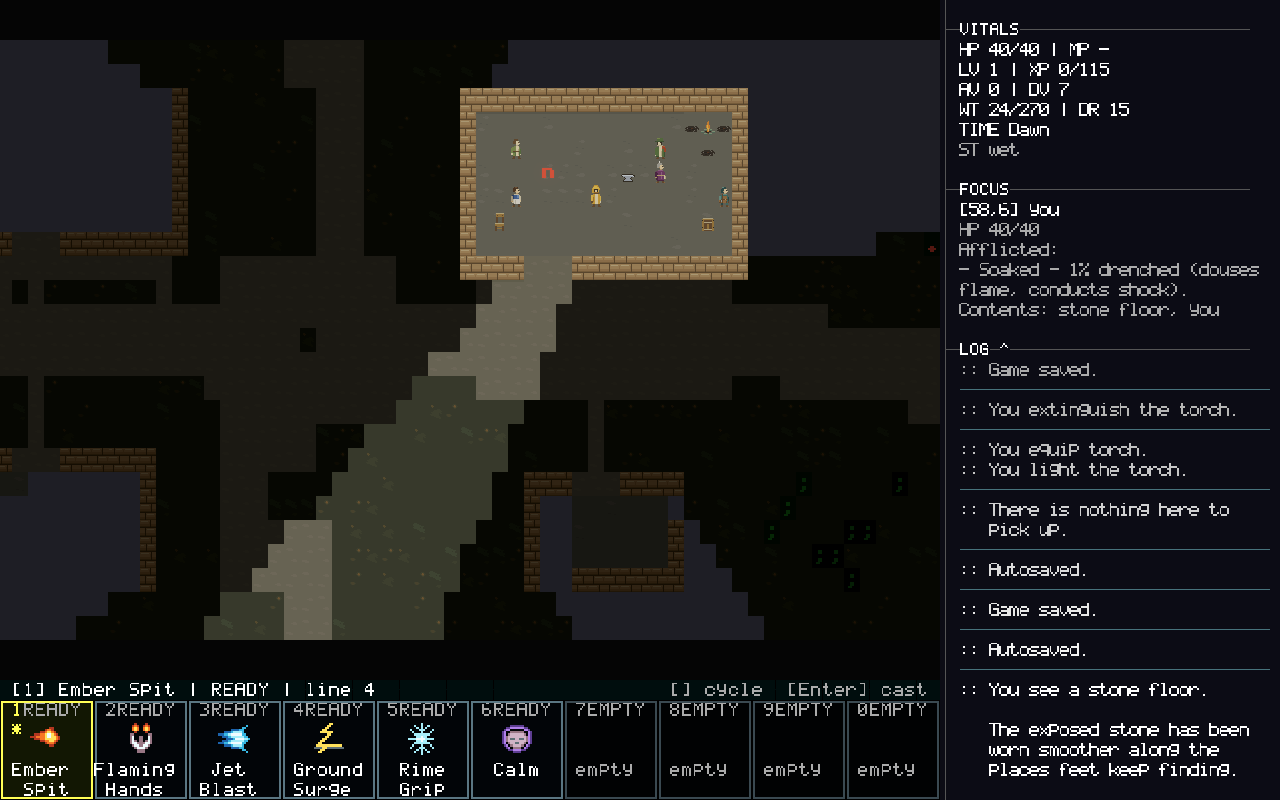 VITALS
HP 40/40 | MP -
LV 1 | XP 0/115
AV 0 | DV 7
WT 24/270 | DR 15
TIME Dawn
ST wet
FOCUS
[58,6] You
HP 40/40
Afflicted:
- Soaked - 1% drenched (douses
flame, conducts shock).
Contents: stone floor, you
LOG ^
:: Game saved.
:: You extinguish the torch.
:: You equip torch.
:: You light the torch.
:: There is nothing here to
pick up.
:: Autosaved.
:: Game saved.
:: Autosaved.
:: You see a stone floor.
The exposed stone has been
worn smoother along the
places feet keep finding.
n
[1] Ember Spit | READY | line 4
[] cycle [Enter] cast
1READY 2READY 3READY 4READY 5READY 6READY 7EMPTY 8EMPTY 9EMPTY 0EMPTY
*
Ember Spit
Flaming Hands
Jet Blast
Ground Surge
Rime Grip
Calm
empty
empty
empty
empty